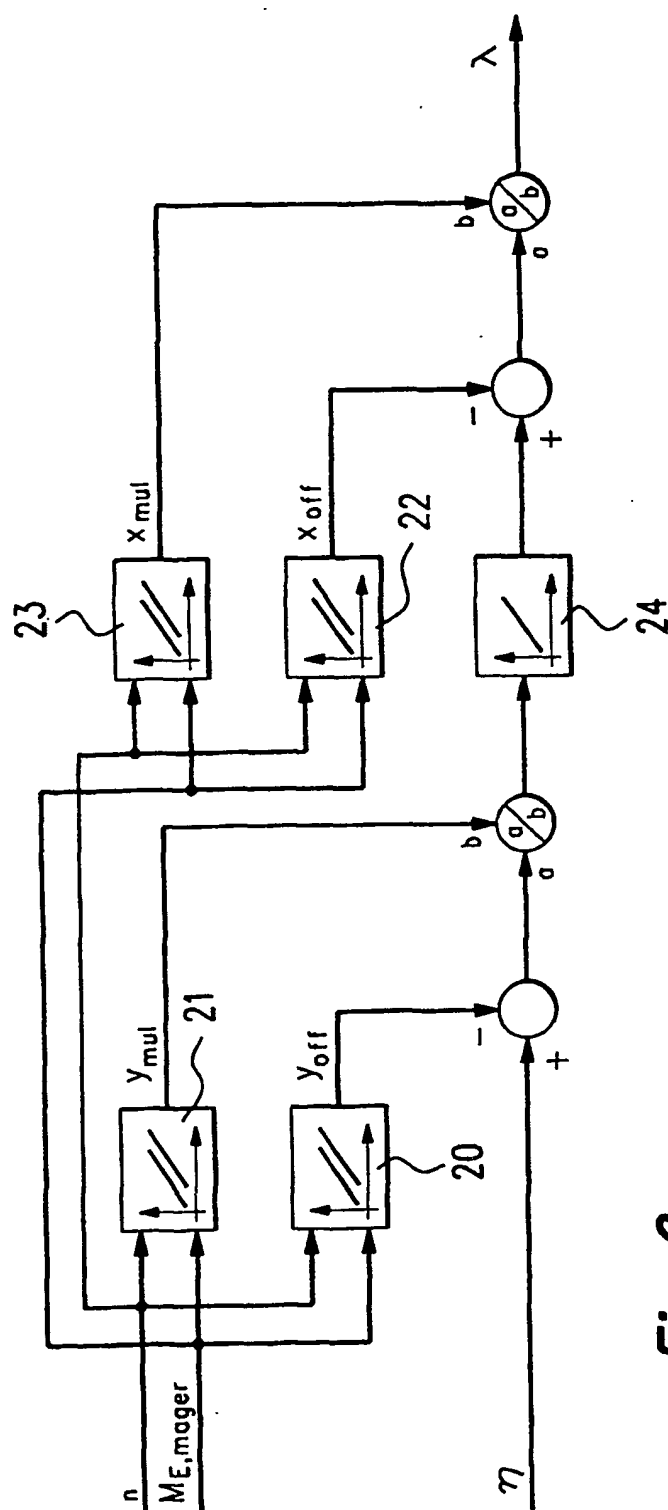 n
M_E,mager
η
21
y_mul
20
y_off
-
+
a
b
a
b
23
x_mul
22
x_off
24
-
+
a
b
a
b
λ